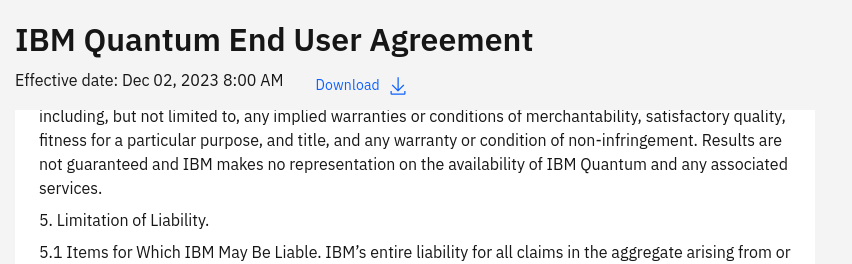 IBM Quantum End User Agreement
Effective date: Dec 02, 2023 8:00 AM Download
including, but not limited to, any implied warranties or conditions of merchantability, satisfactory quality,
fitness for a particular purpose, and title, and any warranty or condition of non-infringement. Results are
not guaranteed and IBM makes no representation on the availability of IBM Quantum and any associated
services.
5. Limitation of Liability.
5.1 Items for Which IBM May Be Liable. IBM’s entire liability for all claims in the aggregate arising from or